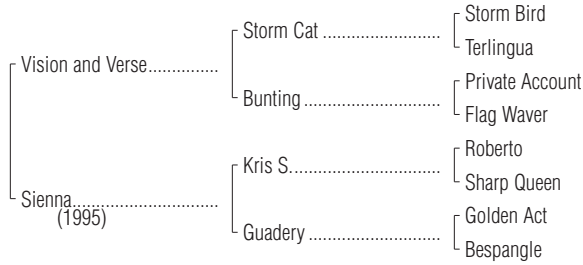 Storm Bird
Storm Cat ......................
Terlingua
Vision and Verse...............
Private Account
Bunting .........................
Flag Waver
Roberto
Kris S............................
Sharp Queen
Sienna...............................
(1995)
Golden Act
Guadery ........................
Bespangle